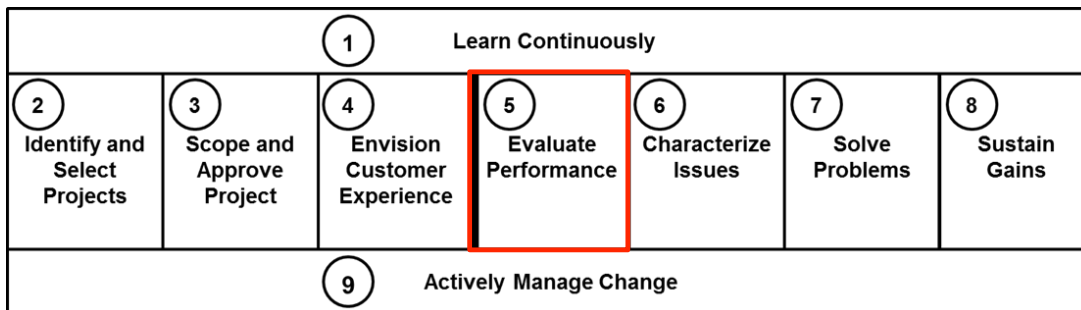 1
Learn Continuously
2
Identify and
Select
Projects
3
Scope and
Approve
Project
4
Envision
Customer
Experience
5
Evaluate
Performance
6
Characterize
Issues
7
Solve
Problems
8
Sustain
Gains
9
Actively Manage Change